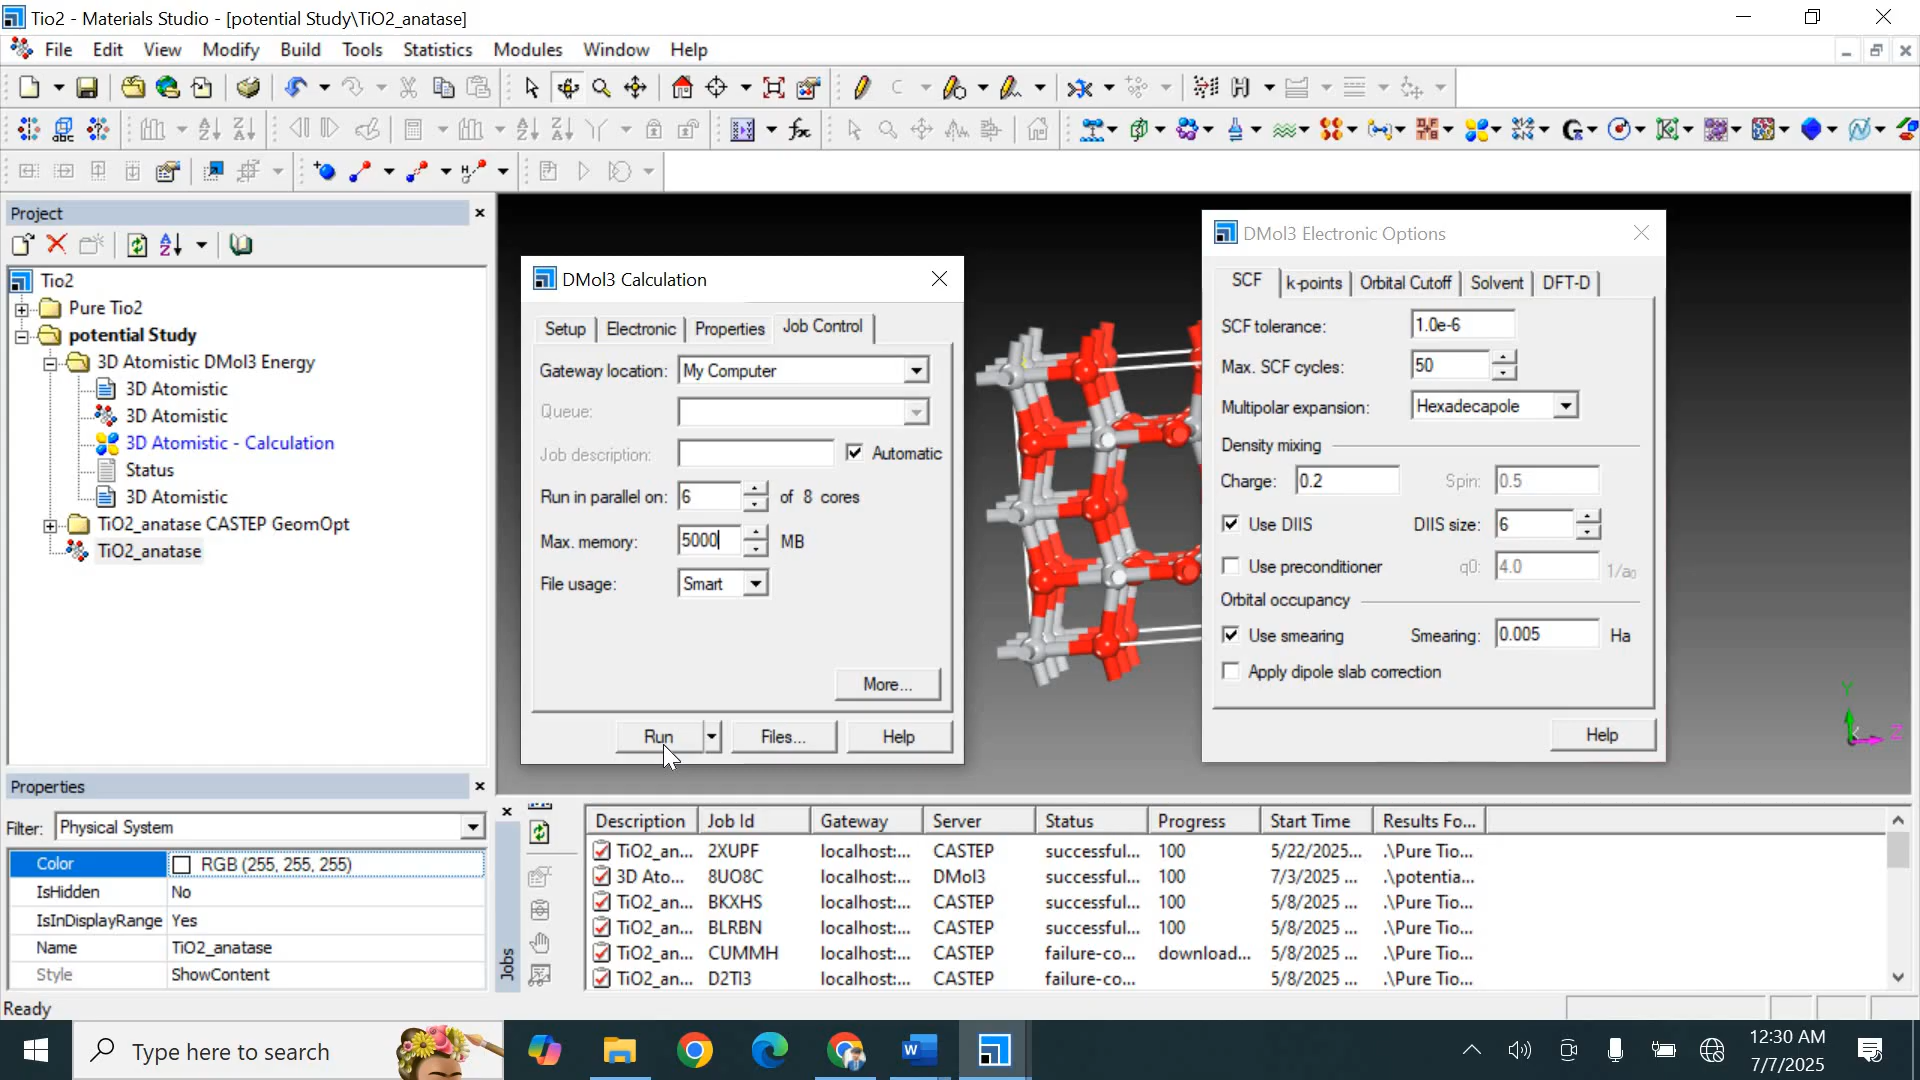 Tio2 - Materials Studio - [potential Study\TiO2_anatase]
File Edit View Modify Build Tools Statistics Modules Window Help
Project
Tio2
Pure Tio2
potential Study
3D Atomistic DMol3 Energy
3D Atomistic
3D Atomistic
3D Atomistic - Calculation
Status
3D Atomistic
TiO2_anatase CASTEP GeomOpt
TiO2_anatase
Properties
Filter: Physical System
Color RGB (255, 255, 255)
IsHidden No
IsInDisplayRange Yes
Name TiO2_anatase
Style ShowContent
Ready
DMol3 Calculation
Setup Electronic Properties Job Control
Gateway location: My Computer
Queue:
Job description: Automatic
Run in parallel on: 6 of 8 cores
Max. memory: 5000 MB
File usage: Smart
More...
Run Files... Help
DMol3 Electronic Options
SCF k-points Orbital Cutoff Solvent DFT-D
SCF tolerance: 1.0e-6
Max. SCF cycles: 50
Multipolar expansion: Hexadecapole
Density mixing
Charge: 0.2 Spin: 0.5
Use DIIS DIIS size: 6
Use preconditioner q0: 4.0 1/a₀
Orbital occupancy
Use smearing Smearing: 0.005 Ha
Apply dipole slab correction
Help
Y
Z
Jobs
Description Job Id Gateway Server Status Progress Start Time Results Fo...
TiO2_an... 2XUPF localhost:... CASTEP successful... 100 5/22/2025... .\Pure Tio...
3D Ato... 8UO8C localhost:... DMol3 successful... 100 7/3/2025 ... .\potentia...
TiO2_an... BKXHS localhost:... CASTEP successful... 100 5/8/2025 ... .\Pure Tio...
TiO2_an... BLRBN localhost:... CASTEP successful... 100 5/8/2025 ... .\Pure Tio...
TiO2_an... CUMMH localhost:... CASTEP failure-co... download... 5/8/2025 ... .\Pure Tio...
TiO2_an... D2TI3 localhost:... CASTEP failure-co... 5/8/2025 ... .\Pure Tio...
Type here to search
12:30 AM
7/7/2025